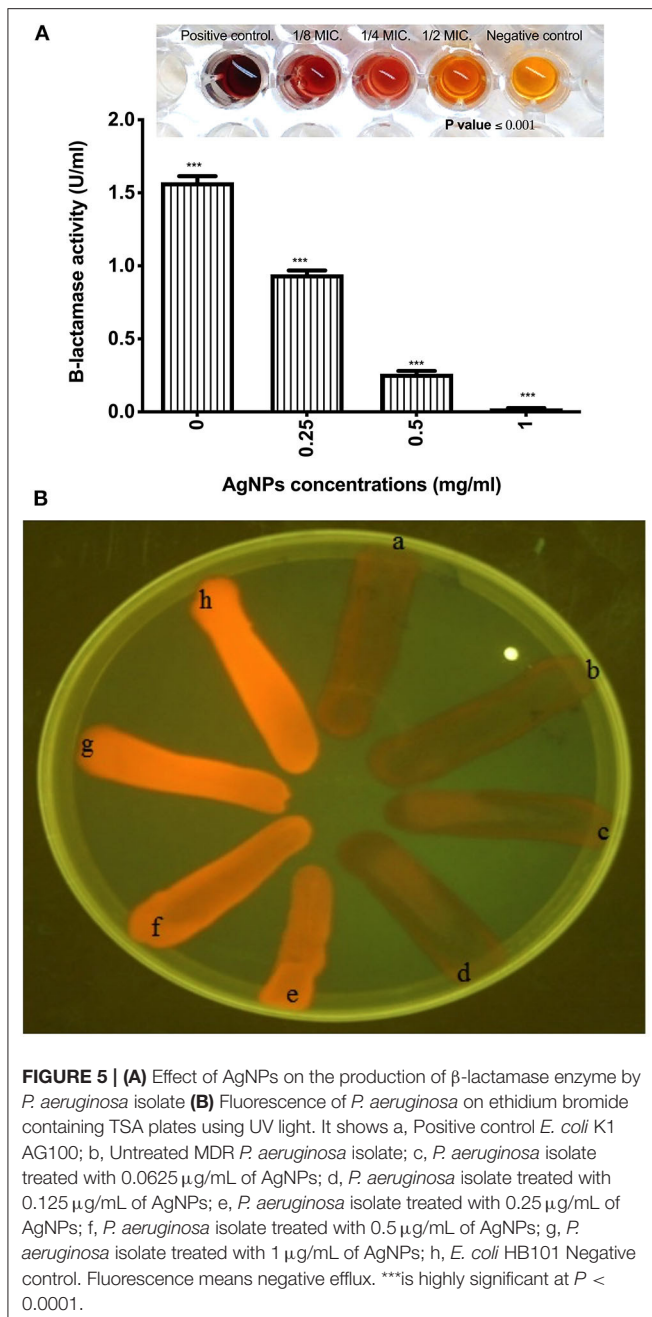 A
Positive control. 1/8 MIC. 1/4 MIC. 1/2 MIC. Negative control
P value ≤ 0.001
2.0
1.5
1.0
0.5
0.0
B-lactamase activity (U/ml)
***
***
***
***
0
0.25
0.5
1
AgNPs concentrations (mg/ml)
B
a
b
c
d
e
f
g
h
FIGURE 5 | (A) Effect of AgNPs on the production of β-lactamase enzyme by
P. aeruginosa isolate (B) Fluorescence of P. aeruginosa on ethidium bromide
containing TSA plates using UV light. It shows a, Positive control E. coli K1
AG100; b, Untreated MDR P. aeruginosa isolate; c, P. aeruginosa isolate
treated with 0.0625 μg/mL of AgNPs; d, P. aeruginosa isolate treated with
0.125 μg/mL of AgNPs; e, P. aeruginosa isolate treated with 0.25 μg/mL of
AgNPs; f, P. aeruginosa isolate treated with 0.5 μg/mL of AgNPs; g, P.
aeruginosa isolate treated with 1 μg/mL of AgNPs; h, E. coli HB101 Negative
control. Fluorescence means negative efflux. ***is highly significant at P <
0.0001.